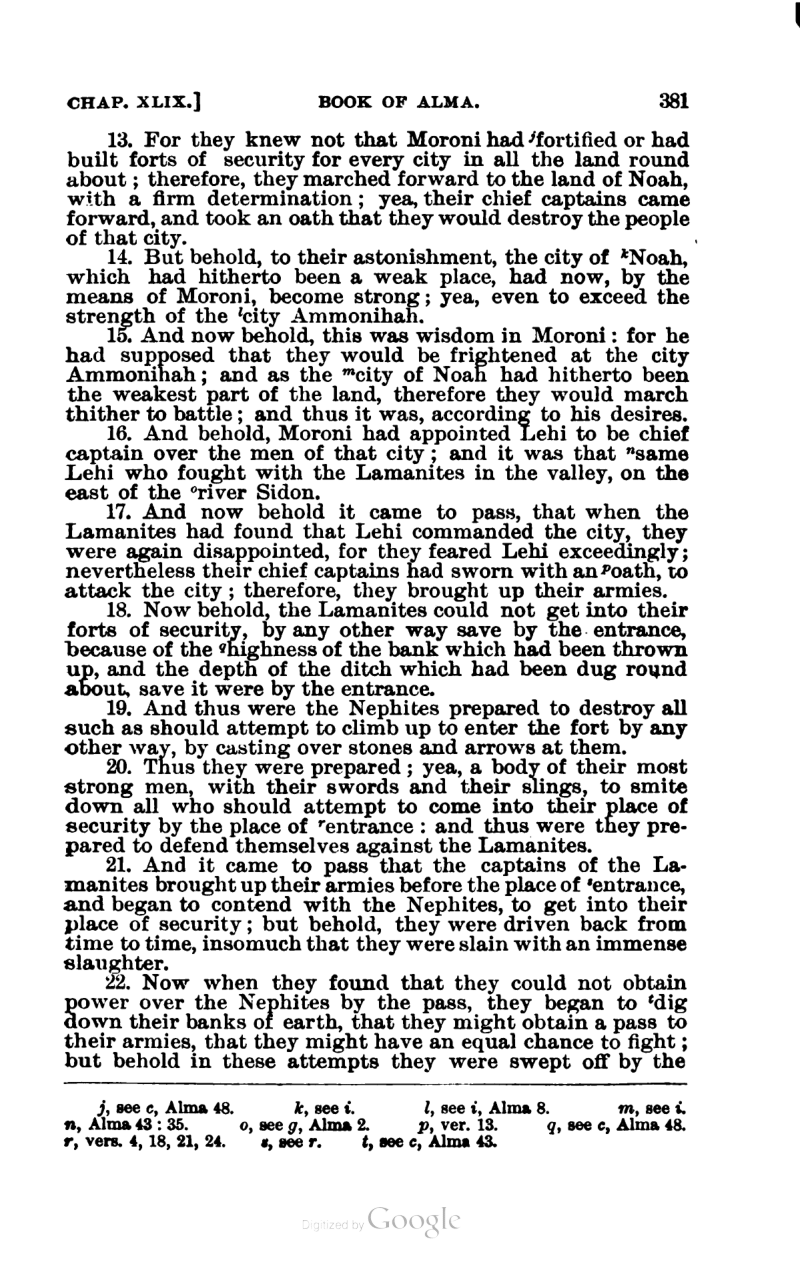 CHAP. XLIX.] BOOK OF ALMA. 381
13. For they knew not that Moroni had ʲfortified or had
built forts of security for every city in all the land round
about ; therefore, they marched forward to the land of Noah,
with a firm determination ; yea, their chief captains came
forward, and took an oath that they would destroy the people
of that city.
14. But behold, to their astonishment, the city of ᵏNoah,
which had hitherto been a weak place, had now, by the
means of Moroni, become strong ; yea, even to exceed the
strength of the ˡcity Ammonihah.
15. And now behold, this was wisdom in Moroni : for he
had supposed that they would be frightened at the city
Ammonihah ; and as the ᵐcity of Noah had hitherto been
the weakest part of the land, therefore they would march
thither to battle ; and thus it was, according to his desires.
16. And behold, Moroni had appointed Lehi to be chief
captain over the men of that city ; and it was that ⁿsame
Lehi who fought with the Lamanites in the valley, on the
east of the ᵒriver Sidon.
17. And now behold it came to pass, that when the
Lamanites had found that Lehi commanded the city, they
were again disappointed, for they feared Lehi exceedingly ;
nevertheless their chief captains had sworn with an ᵖoath, to
attack the city ; therefore, they brought up their armies.
18. Now behold, the Lamanites could not get into their
forts of security, by any other way save by the entrance,
because of the qhighness of the bank which had been thrown
up, and the depth of the ditch which had been dug round
about, save it were by the entrance.
19. And thus were the Nephites prepared to destroy all
such as should attempt to climb up to enter the fort by any
other way, by casting over stones and arrows at them.
20. Thus they were prepared ; yea, a body of their most
strong men, with their swords and their slings, to smite
down all who should attempt to come into their place of
security by the place of ʳentrance : and thus were they pre-
pared to defend themselves against the Lamanites.
21. And it came to pass that the captains of the La-
manites brought up their armies before the place of ˢentrance,
and began to contend with the Nephites, to get into their
place of security ; but behold, they were driven back from
time to time, insomuch that they were slain with an immense
slaughter.
22. Now when they found that they could not obtain
power over the Nephites by the pass, they began to ᵗdig
down their banks of earth, that they might obtain a pass to
their armies, that they might have an equal chance to fight ;
but behold in these attempts they were swept off by the
j, see c, Alma 48. k, see i. l, see i, Alma 8. m, see i.
n, Alma 43 : 35. o, see g, Alma 2. p, ver. 13. q, see c, Alma 48.
r, vers. 4, 18, 21, 24. s, see r. t, see c, Alma 43.
Digitized by Google